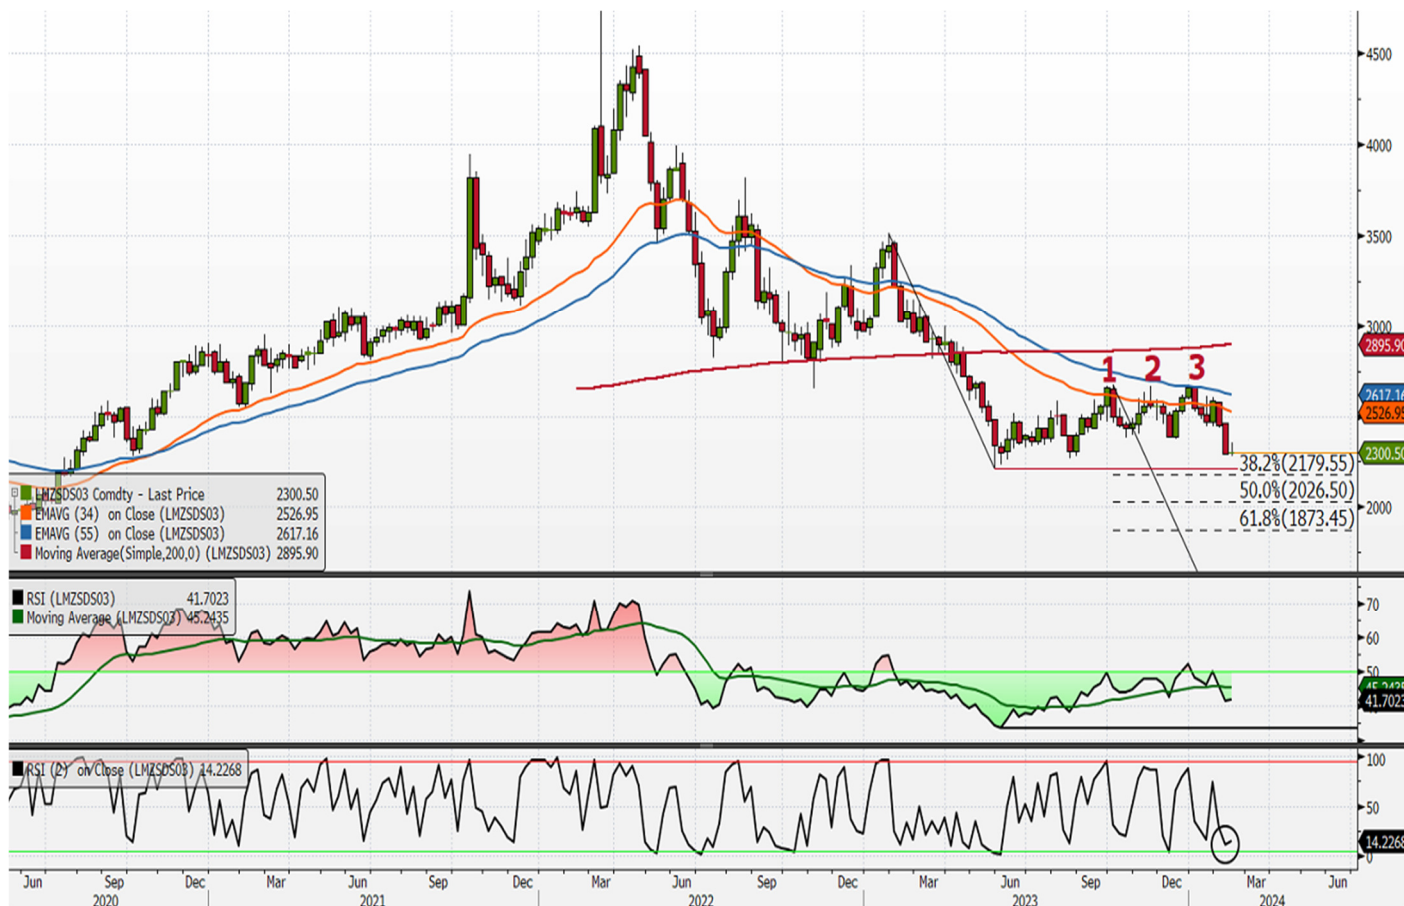 4500
4000
3500
3000
2895.90
2617.16
2526.95
2300.50
2000
1 2 3
38.2%(2179.55)
50.0%(2026.50)
61.8%(1873.45)
LMZSDS03 Comdty - Last Price 2300.50
EMAVG (34) on Close (LMZSDS03) 2526.95
EMAVG (55) on Close (LMZSDS03) 2617.16
Moving Average(Simple,200,0) (LMZSDS03) 2895.90
RSI (LMZSDS03) 41.7023
Moving Average (LMZSDS03) 45.2435
70
60
50
45.2435
41.7023
RSI (2) on Close (LMZSDS03) 14.2268
100
50
14.2268
0
Jun Sep Dec Mar Jun Sep Dec Mar Jun Sep Dec Mar Jun Sep Dec Mar Jun
2020 2021 2022 2023 2024